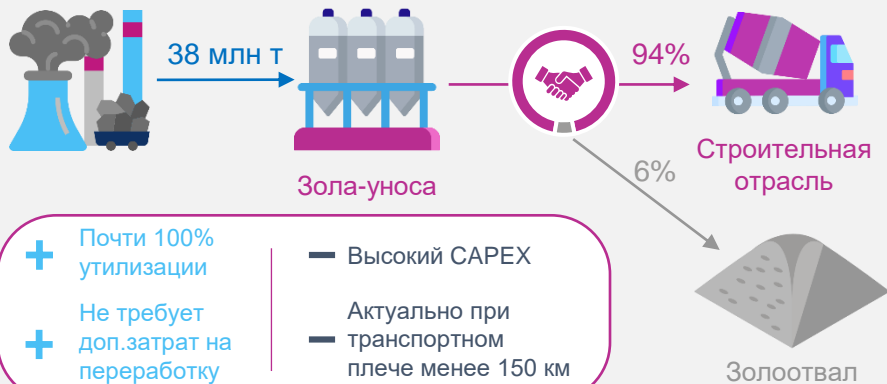 38 млн т
94%
Зола-уноса
Строительная
отрасль
6%
Почти 100%
утилизации
Не требует
доп.затрат на
переработку
Высокий CAPEX
Актуально при
транспортном
плече менее 150 км
Золоотвал